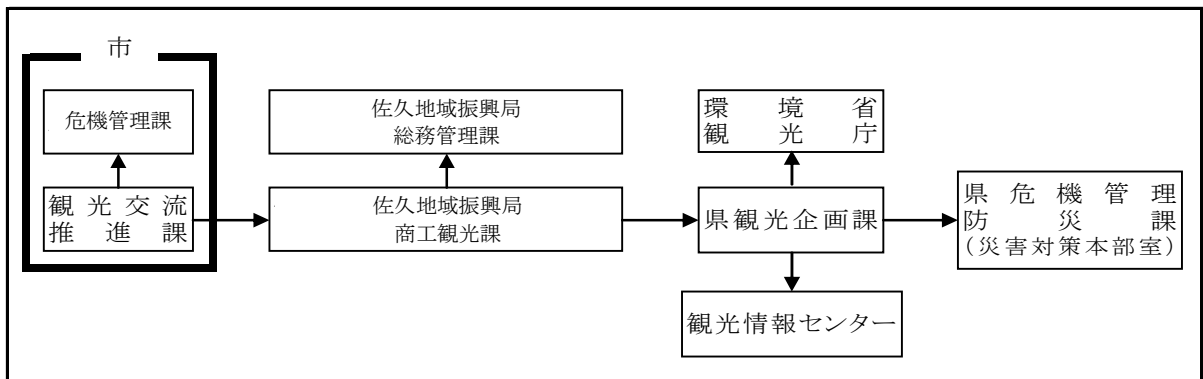 市
危機管理課
観光交流
推進課
佐久地域振興局
総務管理課
佐久地域振興局
商工観光課
環境省
観光庁
県観光企画課
観光情報センター
県危機管理
防災課
(災害対策本部室)